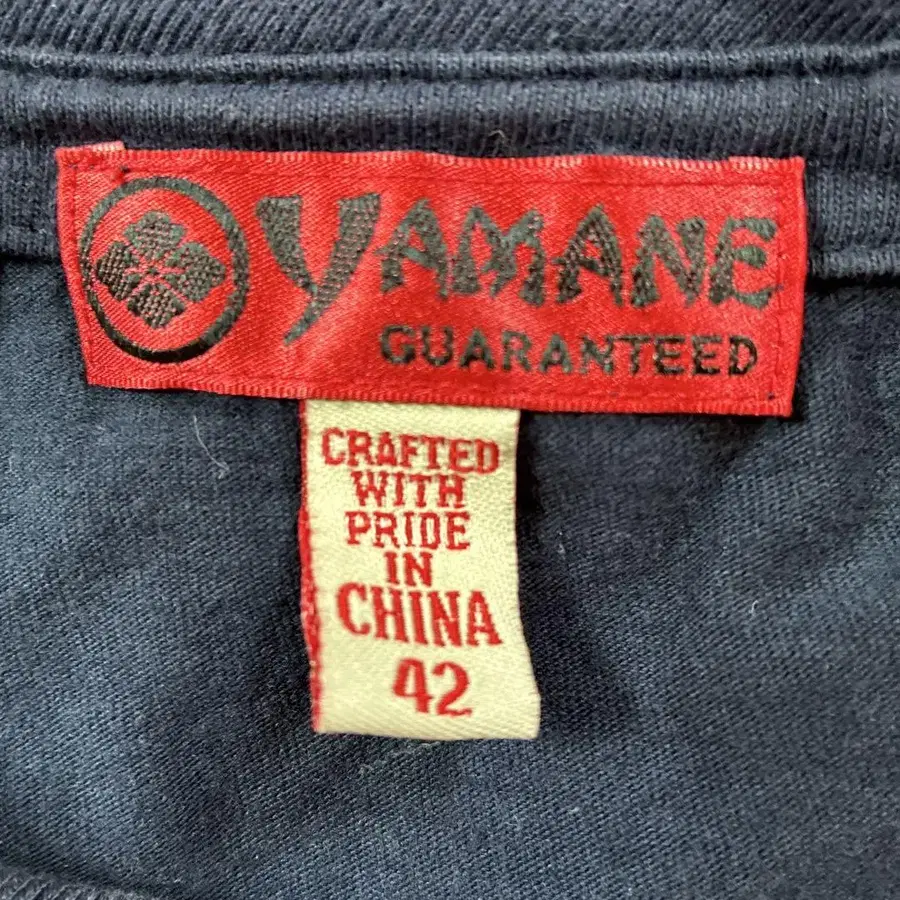 YAMANE
GUARANTEED
CRAFTED
WITH
PRIDE
IN
CHINA
42